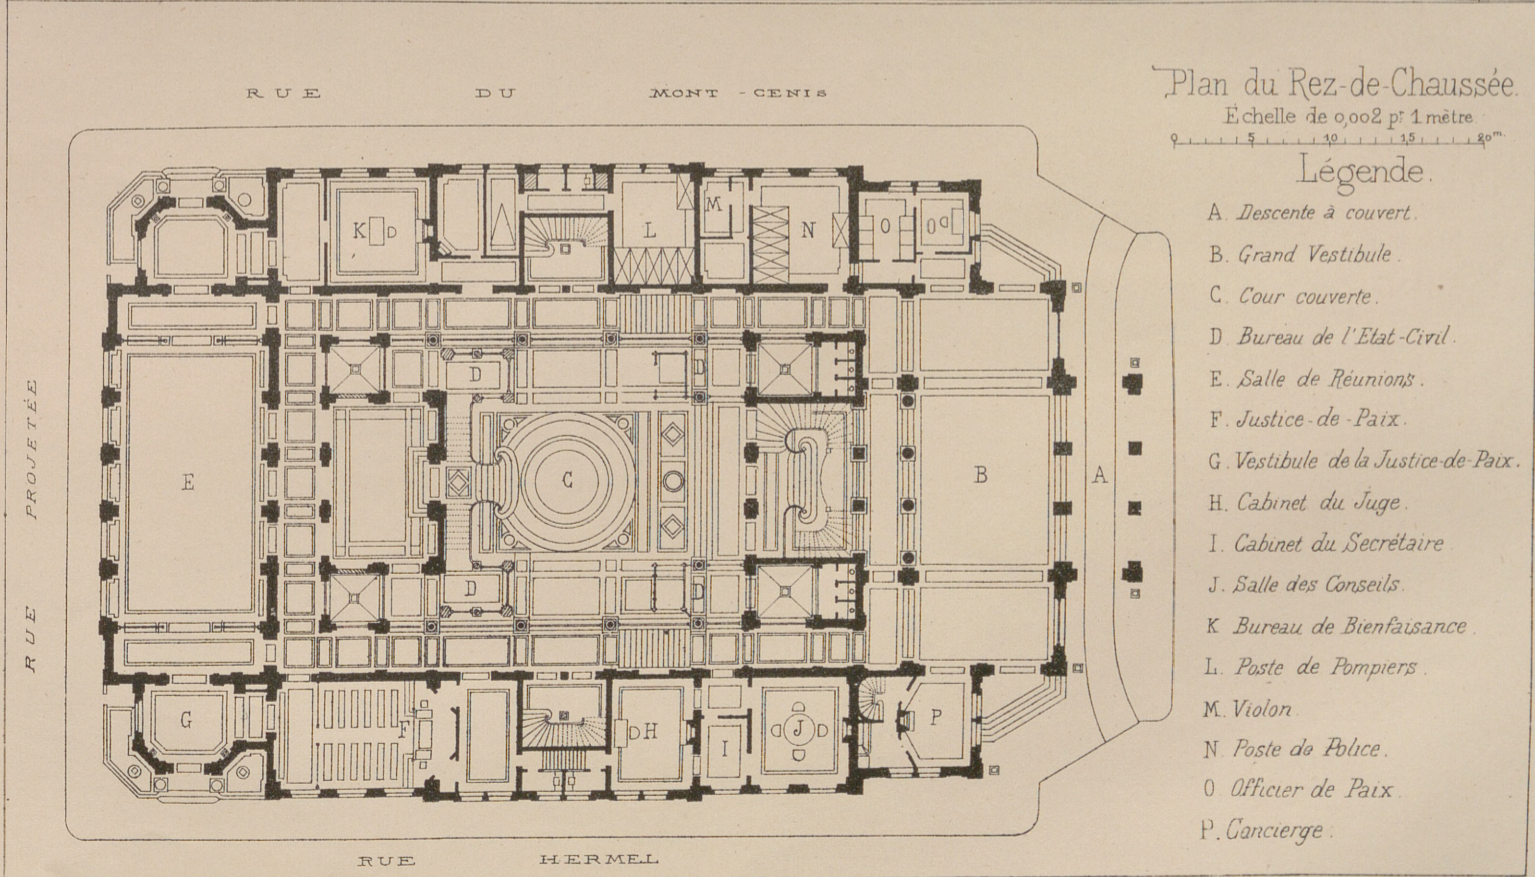 RUE DU MONT-CENIS
Plan du Rez-de-Chaussée.
Échelle de 0,002 pr 1 mètre
0 5 10 15 20m.
Légende.
A. Descente à couvert.
B. Grand Vestibule.
C. Cour couverte.
D. Bureau de l'Etat-Civil.
E. Salle de Réunions.
F. Justice-de-Paix.
G. Vestibule de la Justice-de-Paix.
H. Cabinet du Juge.
I. Cabinet du Secrétaire
J. Salle des Conseils.
K Bureau de Bienfaisance.
L. Poste de Pompiers.
M. Violon
N. Poste de Police.
O Officier de Paix.
P. Concierge.
K
L
M
N
O
O
D
D
E
C
B
A
D
D
G
F
H
I
J
P
RUE PROJETÉE
RUE HERMEL